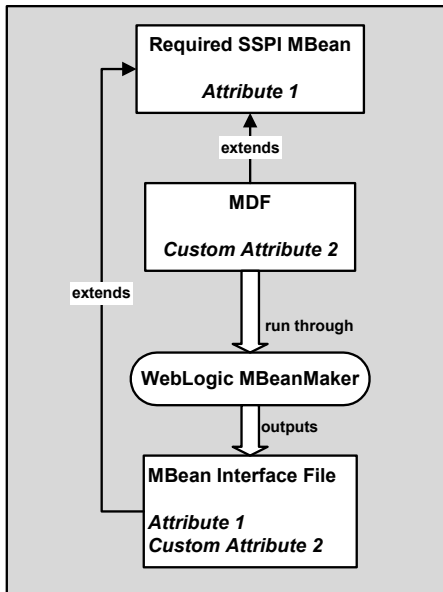 Required SSPI MBean
Attribute 1
extends
MDF
Custom Attribute 2
extends
run through
WebLogic MBeanMaker
outputs
MBean Interface File
Attribute 1
Custom Attribute 2